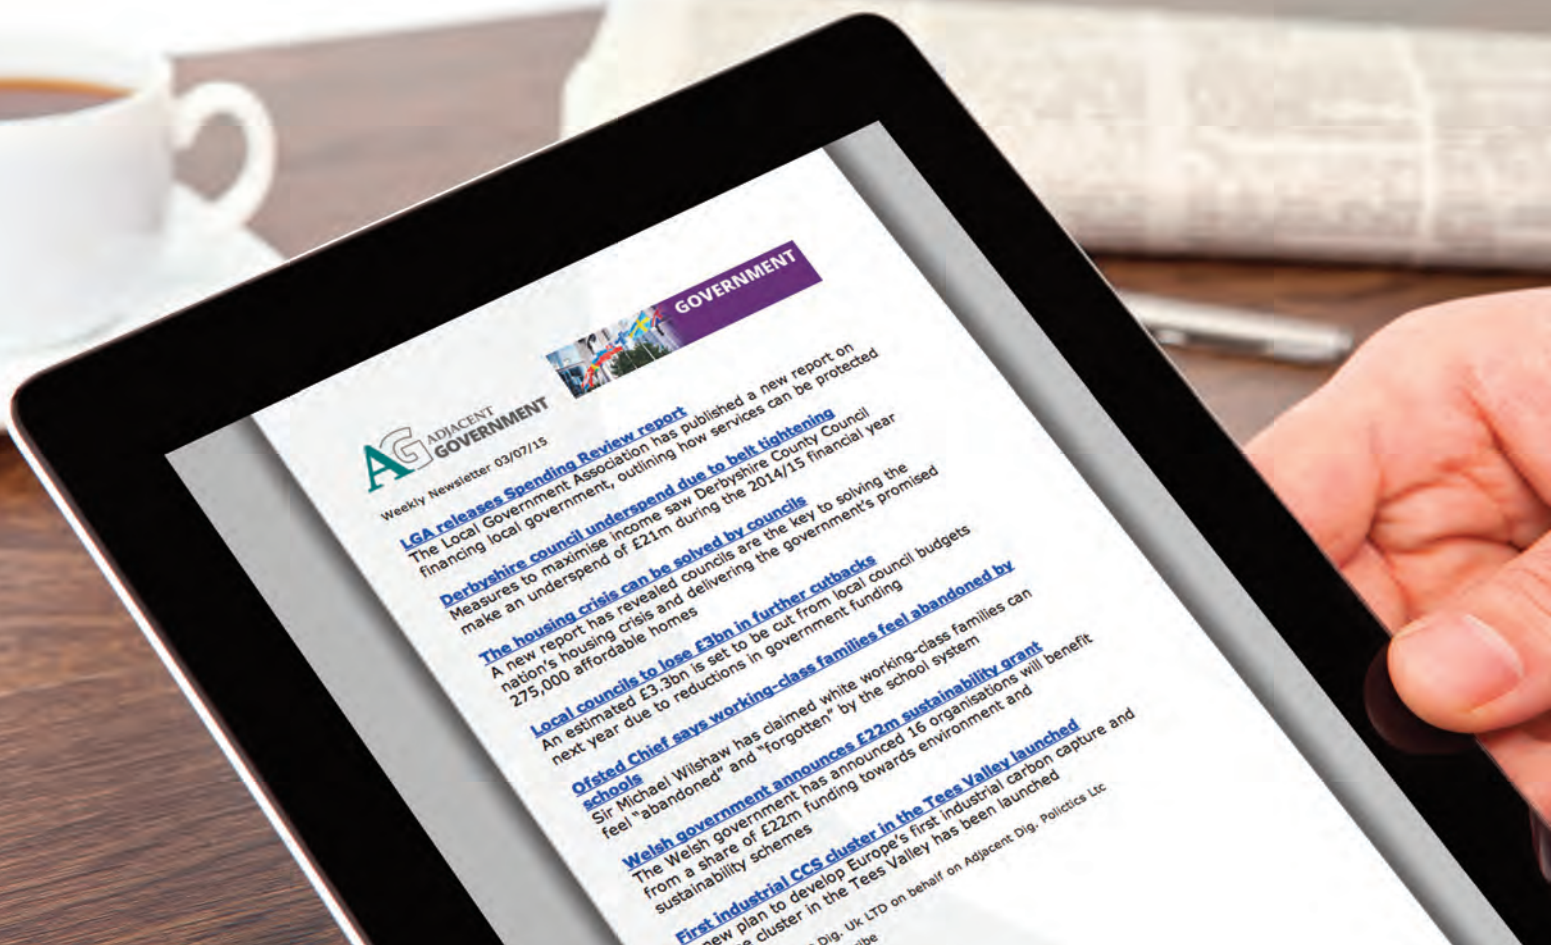 GOVERNMENT
AG ADJACENT
GOVERNMENT
Weekly Newsletter 03/07/15
LGA releases Spending Review report
The Local Government Association has published a new report on
financing local government, outlining how services can be protected
Derbyshire council underspend due to belt tightening
Measures to maximise income saw Derbyshire County Council
make an underspend of £21m during the 2014/15 financial year
The housing crisis can be solved by councils
A new report has revealed councils are the key to solving the
nation's housing crisis and delivering the government's promised
275,000 affordable homes
Local councils to lose £3bn in further cutbacks
An estimated £3.3bn is set to be cut from local council budgets
next year due to reductions in government funding
Ofsted Chief says working-class families feel abandoned by
schools
Sir Michael Wilshaw has claimed white working-class families can
feel "abandoned" and "forgotten" by the school system
Welsh government announces £22m sustainability grant
The Welsh government has announced 16 organisations will benefit
from a share of £22m funding towards environment and
sustainability schemes
First industrial CCS cluster in the Tees Valley launched
new plan to develop Europe's first industrial carbon capture and
cluster in the Tees Valley has been launched
Dig. Uk LTD on behalf on Adjacent Dig. Polictics Ltc